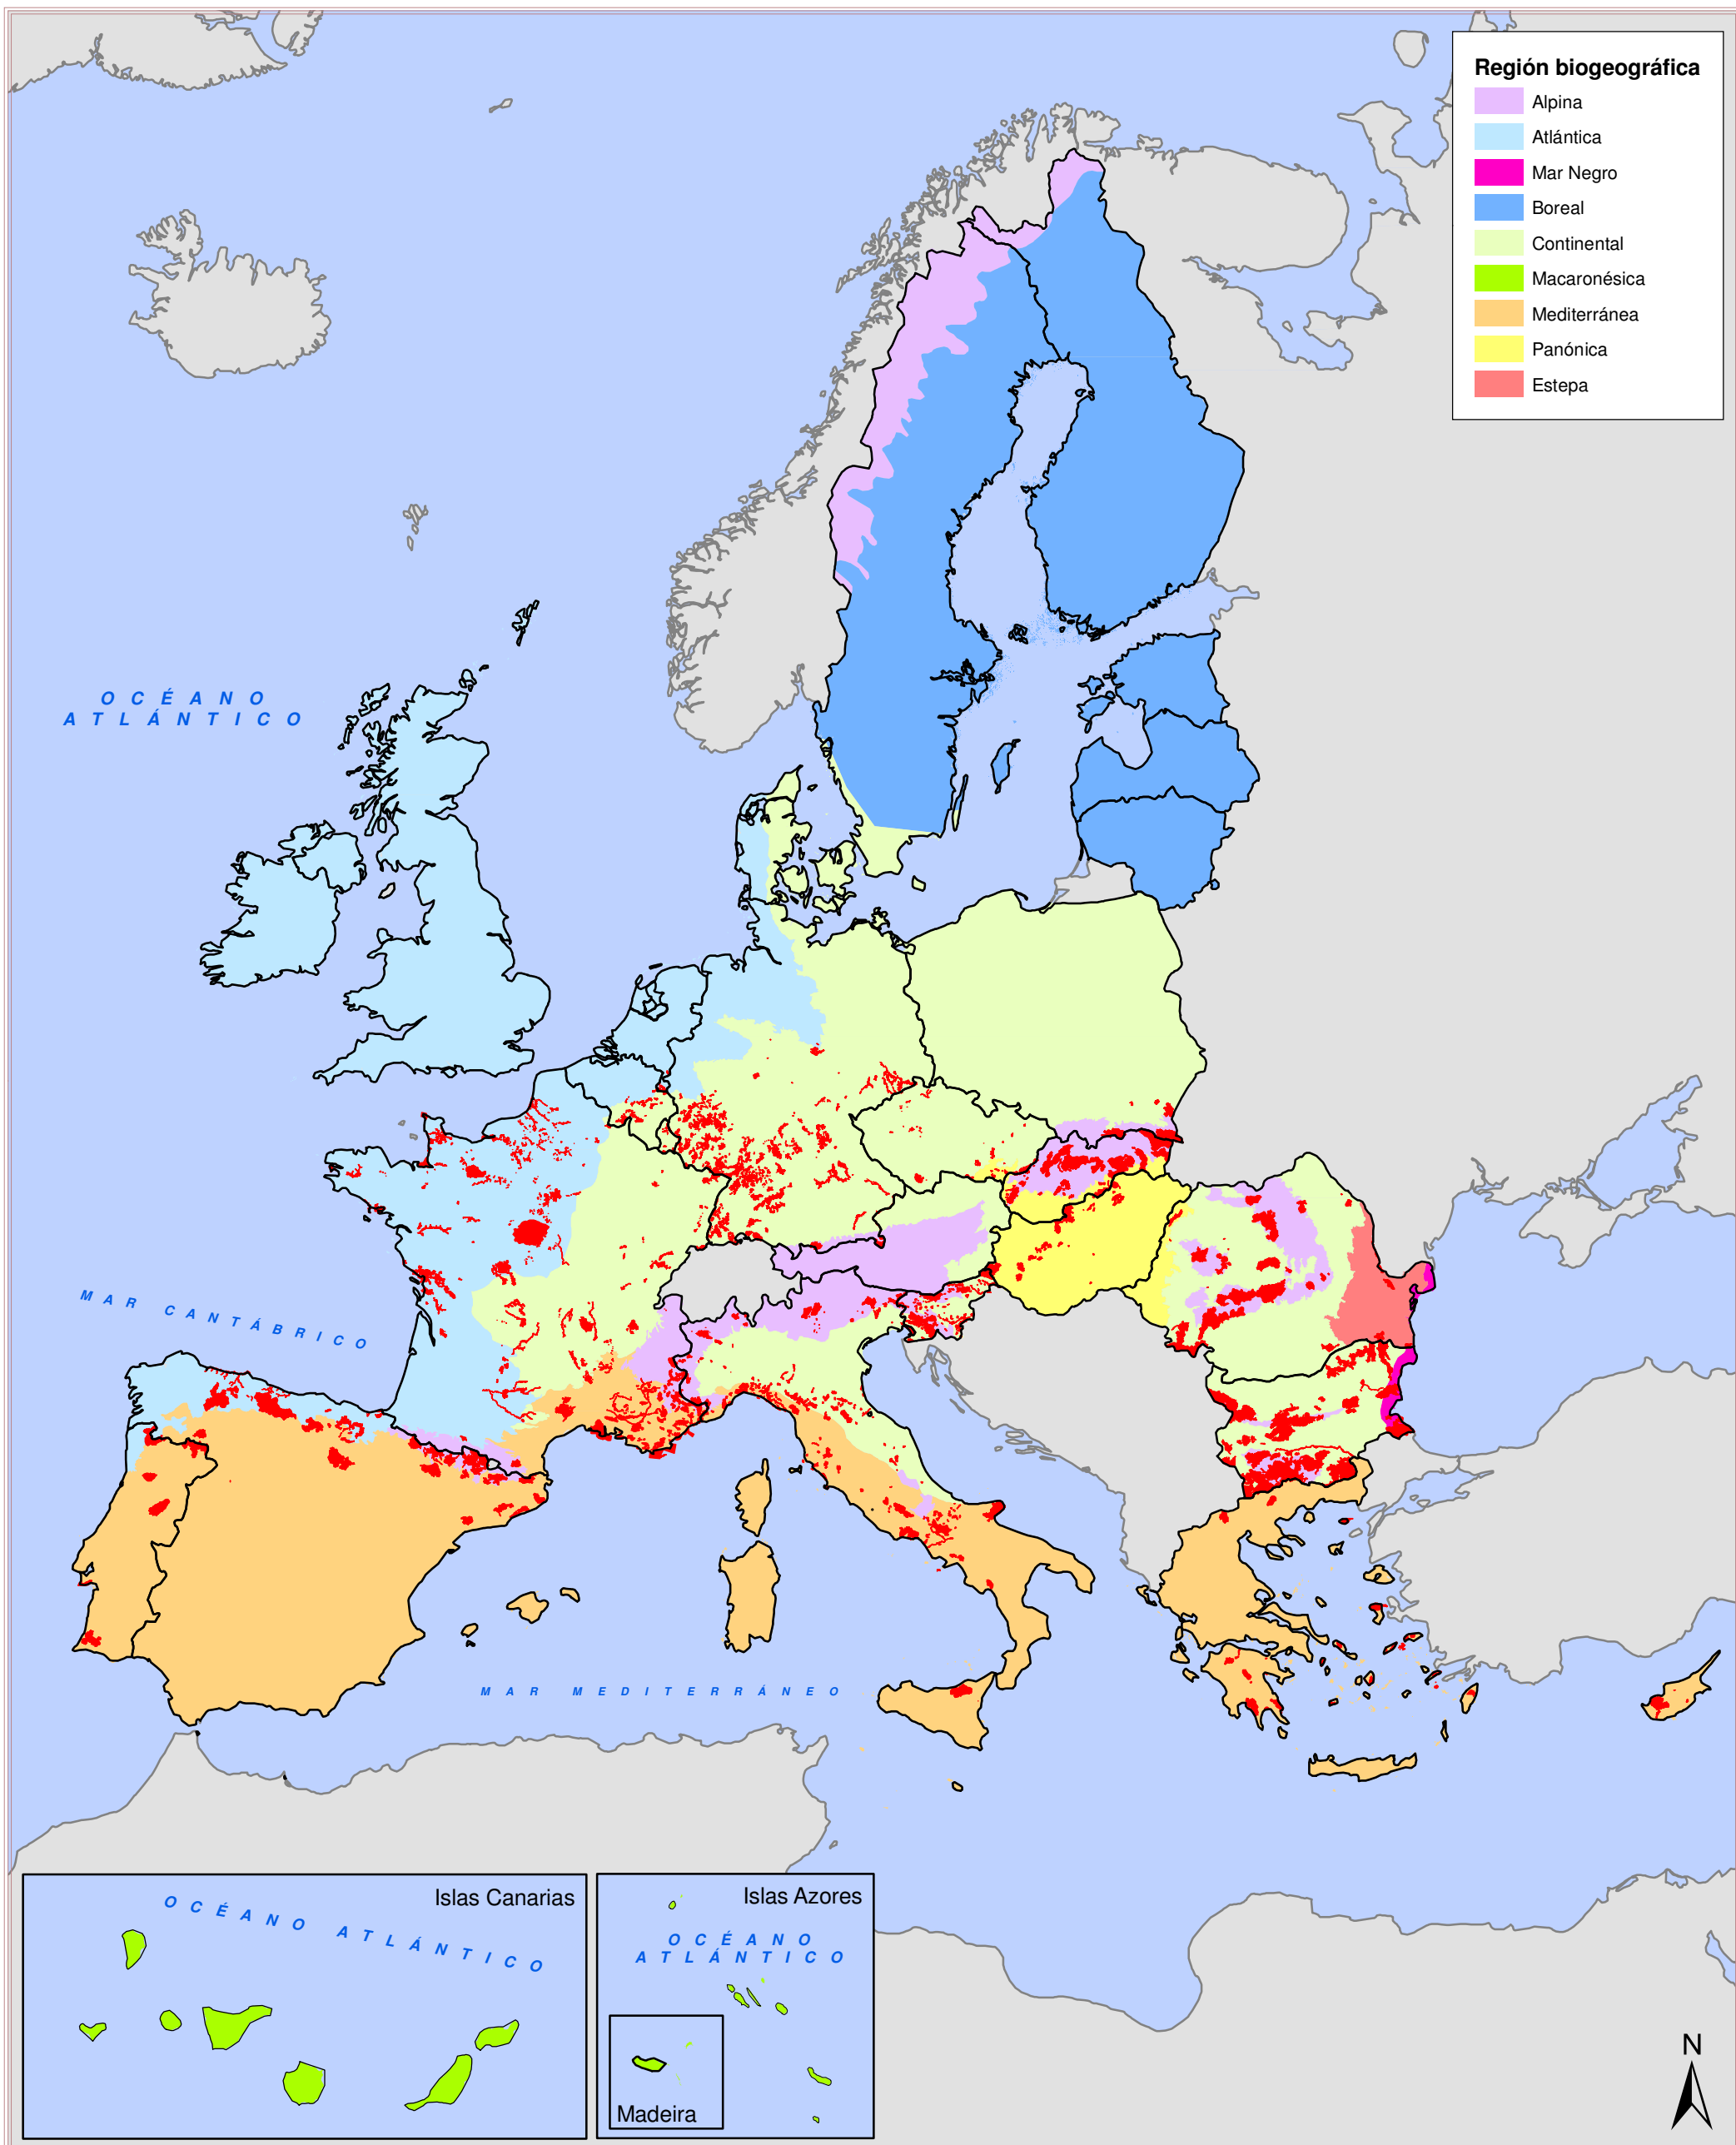 Región biogeográfica
Alpina
Atlántica
Mar Negro
Boreal
Continental
Macaronésica
Mediterránea
Panónica
Estepa
OCÉANO
ATLÁNTICO
MAR CANTÁBRICO
MAR MEDITERRÁNEO
Islas Canarias
OCÉANO ATLÁNTICO
Islas Azores
OCÉANO
ATLÁNTICO
Madeira
N